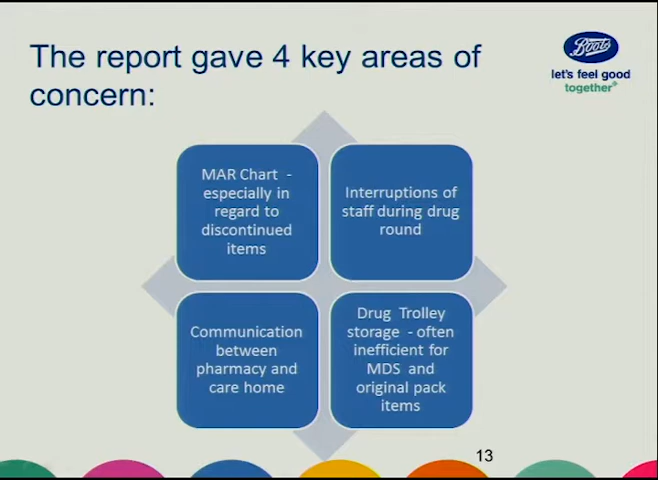 The report gave 4 key areas of
concern:
Boots
let's feel good
together®
MAR Chart -
especially in
regard to
discontinued
items
Interruptions of
staff during drug
round
Communication
between
pharmacy and
care home
Drug Trolley
storage - often
inefficient for
MDS and
original pack
items
13